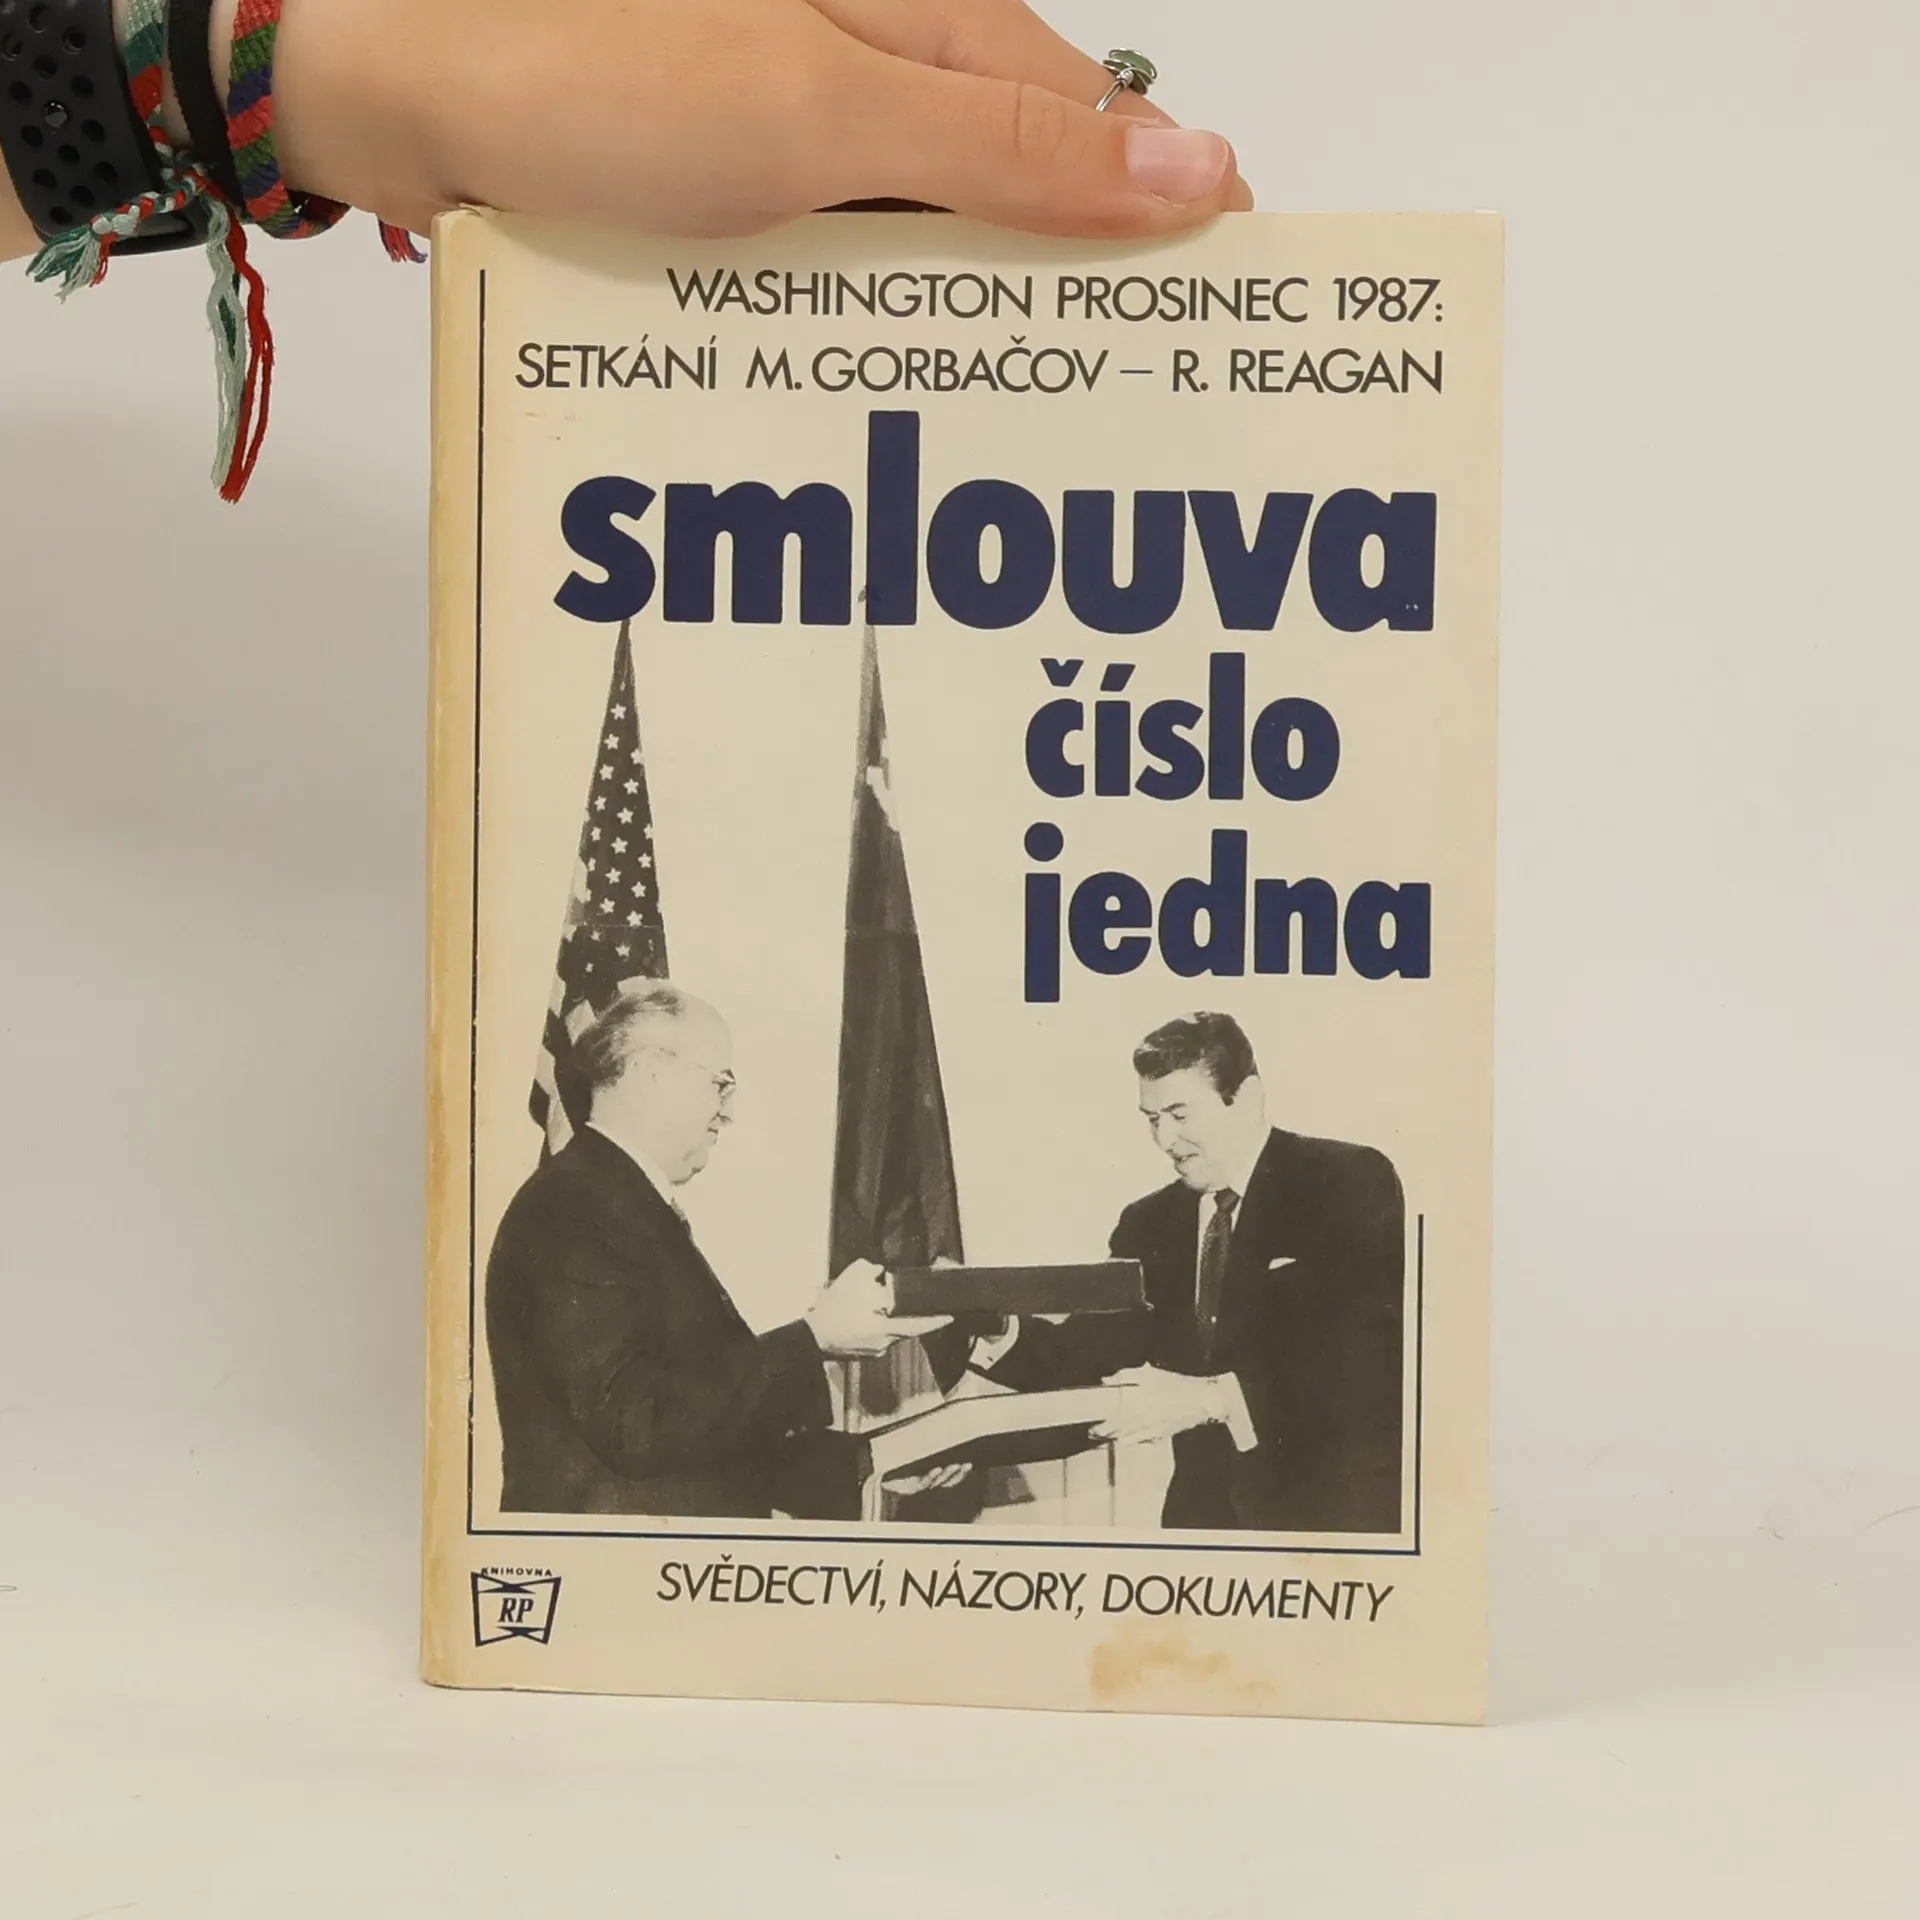 WASHINGTON PROSINEC 1987:
SETKÁNÍ M. GORBAČOV – R. REAGAN
smlouva
číslo
jedna
SVĚDECTVÍ, NÁZORY, DOKUMENTY
KNIHOVNA
RP